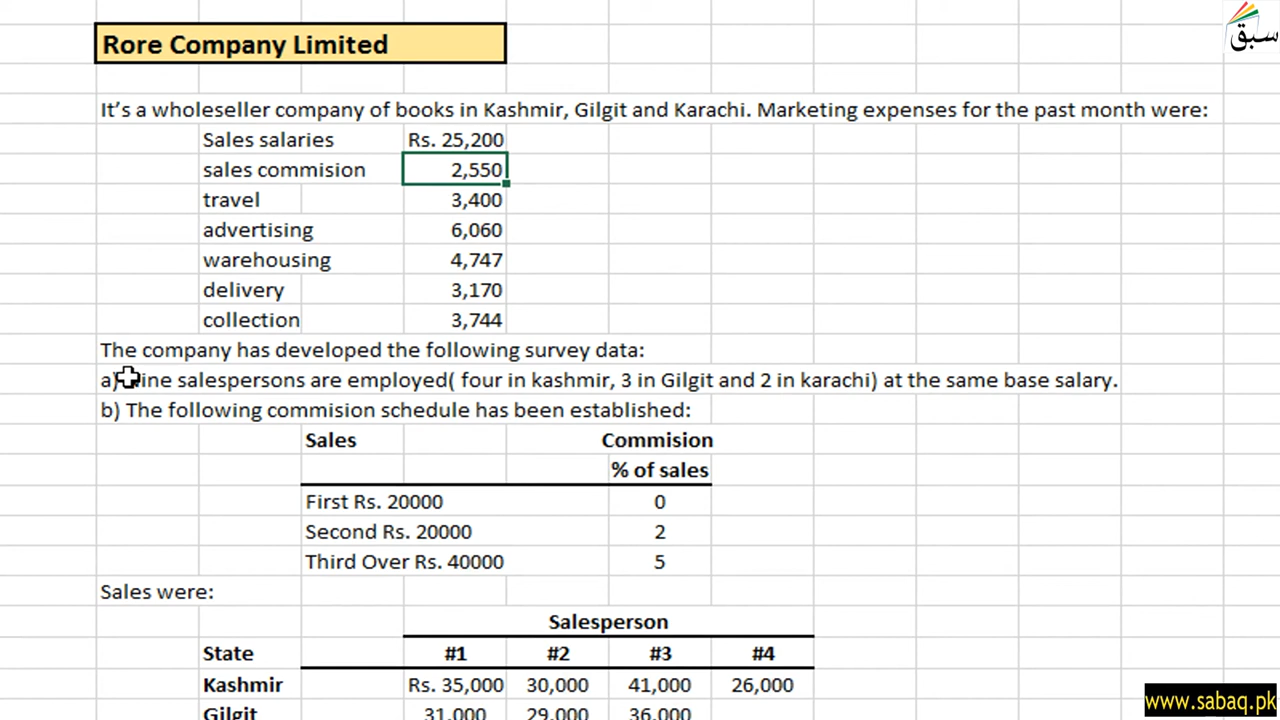 سبق
Rore Company Limited
It's a wholeseller company of books in Kashmir, Gilgit and Karachi. Marketing expenses for the past month were:
Sales salaries Rs. 25,200
sales commision 2,550
travel 3,400
advertising 6,060
warehousing 4,747
delivery 3,170
collection 3,744
The company has developed the following survey data:
a) ine salespersons are employed( four in kashmir, 3 in Gilgit and 2 in karachi) at the same base salary.
b) The following commision schedule has been established:
Sales Commision
% of sales
First Rs. 20000 0
Second Rs. 20000 2
Third Over Rs. 40000 5
Sales were:
Salesperson
State #1 #2 #3 #4
Kashmir Rs. 35,000 30,000 41,000 26,000
Gilgit 31,000 29,000 36,000
www.sabaq.pk